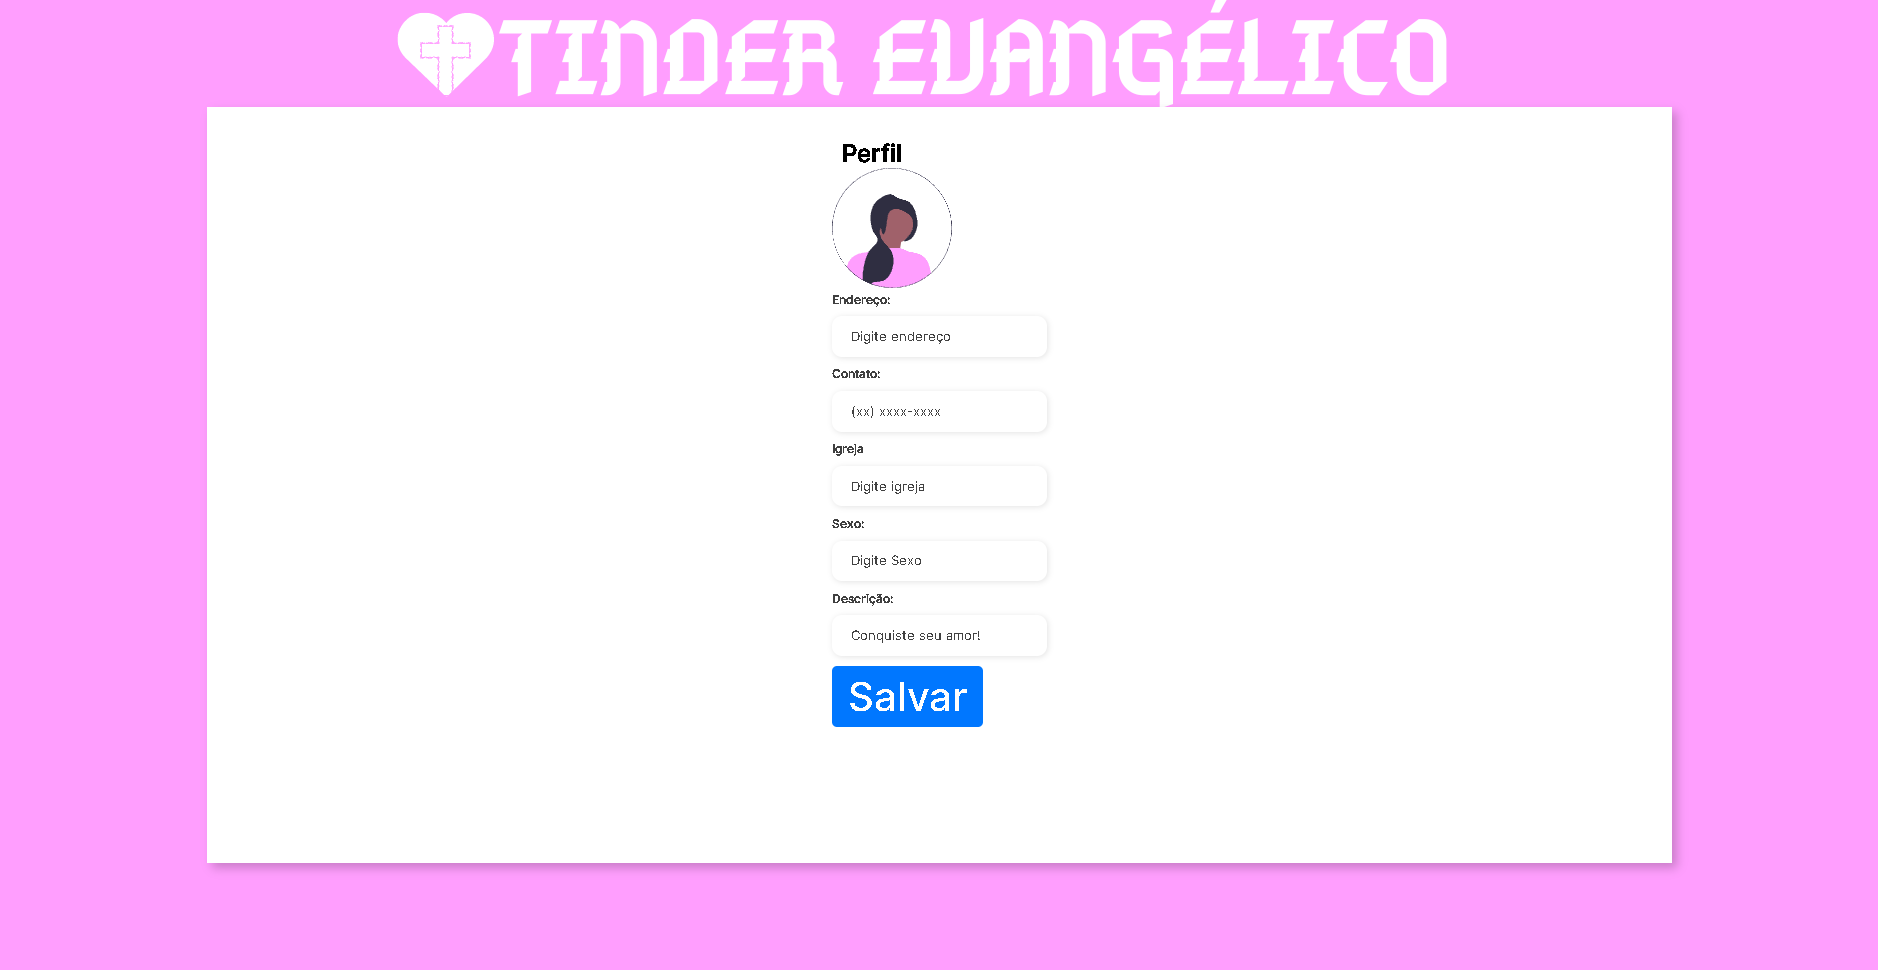 TINDER EVANGÉLICO
Perfil
Endereço:
Digite endereço
Contato:
(xx) xxxx-xxxx
Igreja
Digite igreja
Sexo:
Digite Sexo
Descrição:
Conquiste seu amor!
Salvar